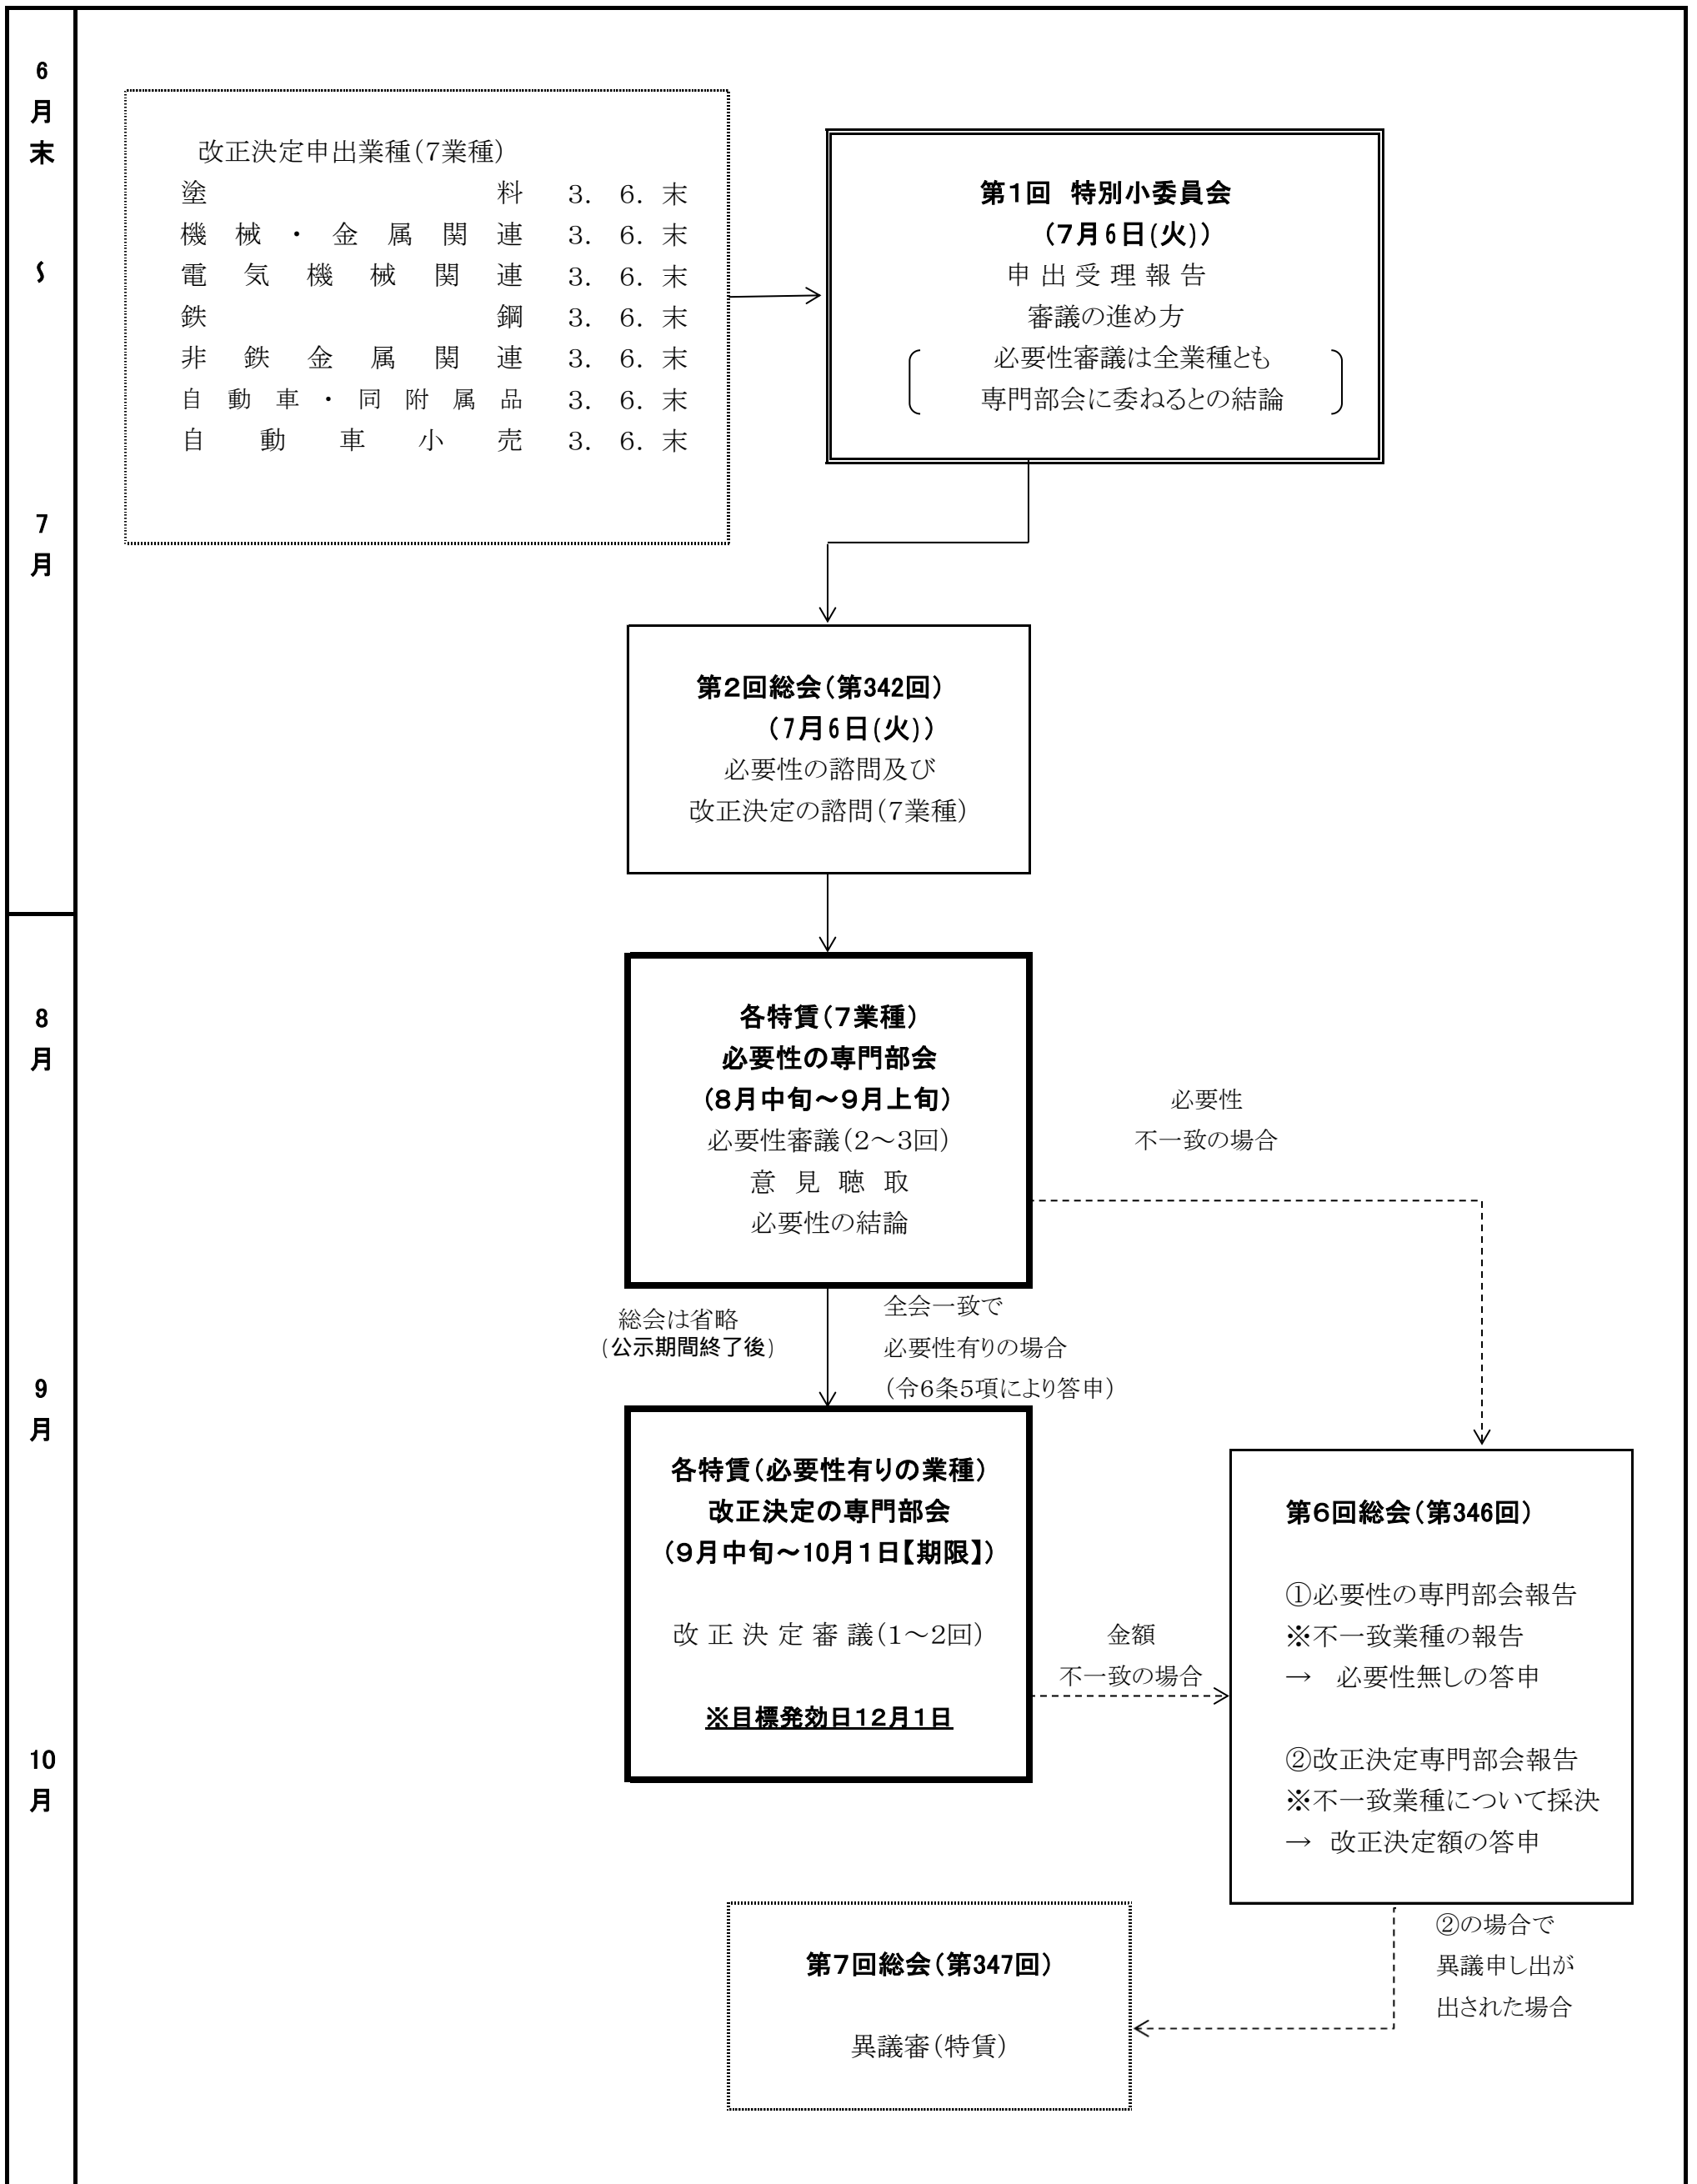 6
月
末
～
7
月
8
月
9
月
10
月
改正決定申出業種(7業種)
塗料 3. 6. 末
機械・金属関連 3. 6. 末
電気機械関連 3. 6. 末
鉄鋼 3. 6. 末
非鉄金属関連 3. 6. 末
自動車・同附属品 3. 6. 末
自動車小売 3. 6. 末
第1回 特別小委員会
(7月6日(火))
申出受理報告
審議の進め方
必要性審議は全業種とも
専門部会に委ねるとの結論
第2回総会(第342回)
(7月6日(火))
必要性の諮問及び
改正決定の諮問(7業種)
各特賃(7業種)
必要性の専門部会
(8月中旬～9月上旬)
必要性審議(2～3回)
意見聴取
必要性の結論
必要性
不一致の場合
総会は省略
(公示期間終了後)
全会一致で
必要性有りの場合
(令6条5項により答申)
各特賃(必要性有りの業種)
改正決定の専門部会
(9月中旬～10月1日【期限】)
改正決定審議(1～2回)
※目標発効日12月1日
金額
不一致の場合
第6回総会(第346回)
①必要性の専門部会報告
※不一致業種の報告
→ 必要性無しの答申
②改正決定専門部会報告
※不一致業種について採決
→ 改正決定額の答申
②の場合で
異議申し出が
出された場合
第7回総会(第347回)
異議審(特賃)